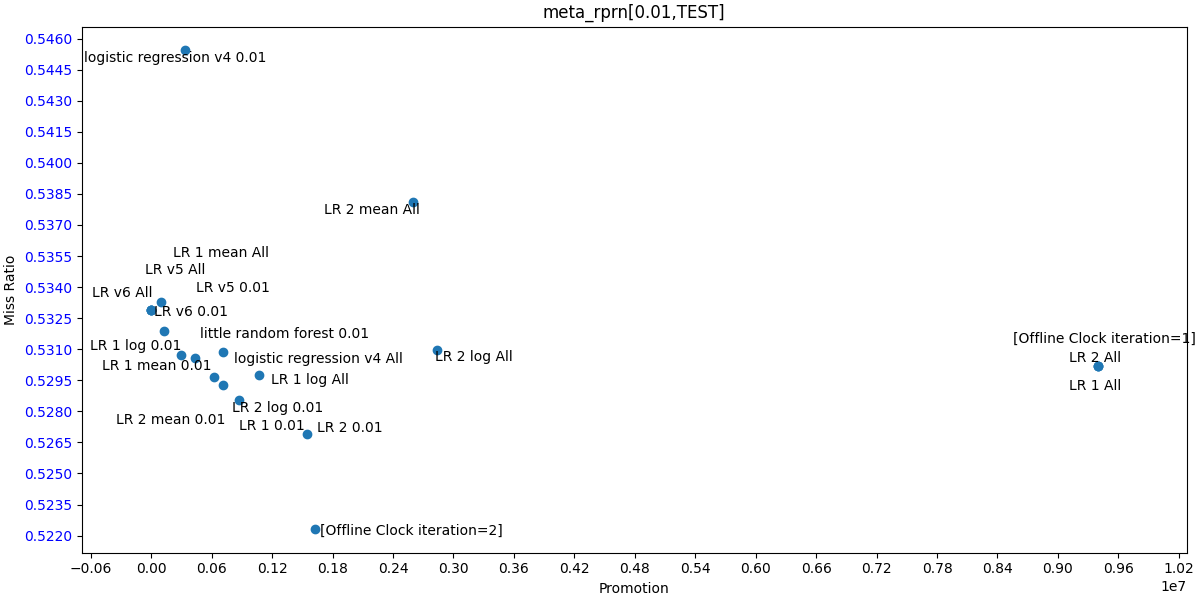 meta_rprn[0.01,TEST]
0.5460
0.5445
0.5430
0.5415
0.5400
0.5385
0.5370
0.5355
0.5340
0.5325
0.5310
0.5295
0.5280
0.5265
0.5250
0.5235
0.5220
Miss Ratio
logistic regression v4 0.01
LR 2 mean All
LR 1 mean All
LR v5 All
LR v5 0.01
LR v6 All
LR v6 0.01
little random forest 0.01
[Offline Clock iteration=1]
LR 1 log 0.01
logistic regression v4 All
LR 2 log All
LR 2 All
LR 1 mean 0.01
LR 1 log All
LR 1 All
LR 2 log 0.01
LR 2 mean 0.01
LR 1 0.01
LR 2 0.01
[Offline Clock iteration=2]
−0.06 0.00 0.06 0.12 0.18 0.24 0.30 0.36 0.42 0.48 0.54 0.60 0.66 0.72 0.78 0.84 0.90 0.96 1.02
Promotion
1e7